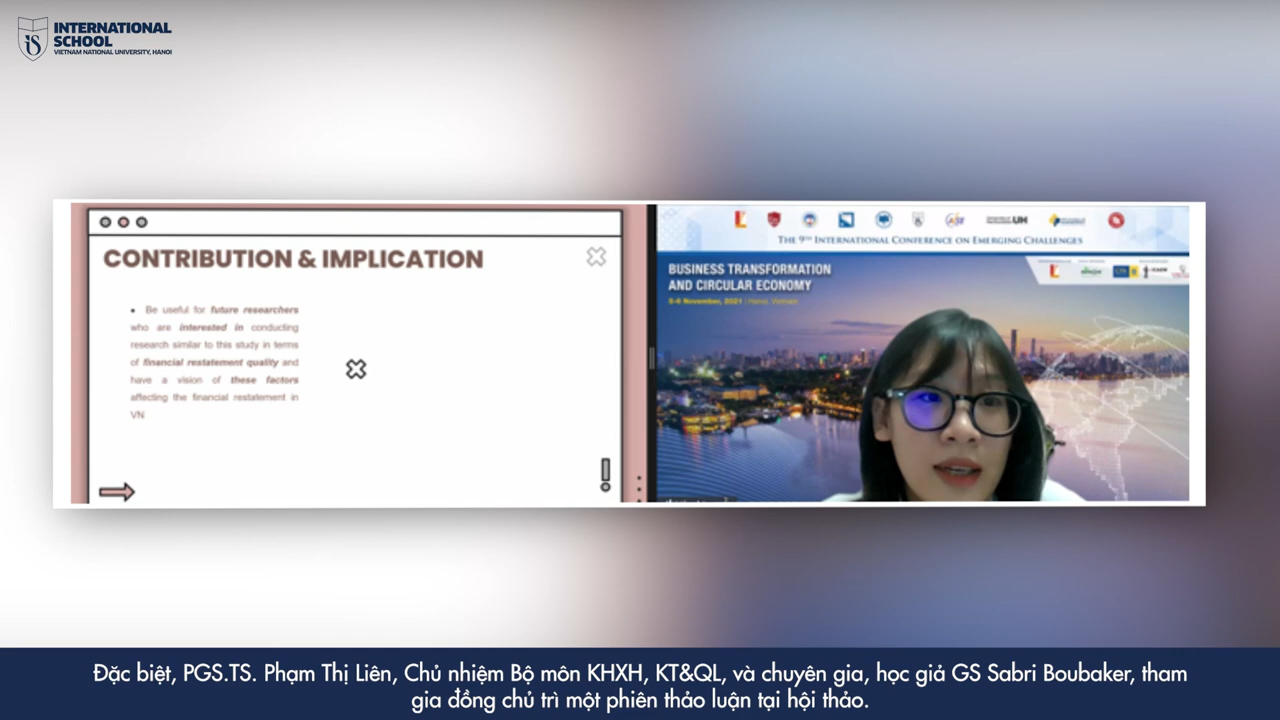 INTERNATIONAL
SCHOOL
VIETNAM NATIONAL UNIVERSITY, HANOI
CONTRIBUTION & IMPLICATION
• Be useful for future researchers
who are interested in conducting
research similar to this study in terms
of financial restatement quality and
have a vision of these factors
affecting the financial restatement in
VN
THE 9TH INTERNATIONAL CONFERENCE ON EMERGING CHALLENGES
BUSINESS TRANSFORMATION
AND CIRCULAR ECONOMY
5-6 November, 2021 | Hanoi, Vietnam
Đặc biệt, PGS.TS. Phạm Thị Liên, Chủ nhiệm Bộ môn KHXH, KT&QL, và chuyên gia, học giả GS Sabri Boubaker, tham
gia đồng chủ trì một phiên thảo luận tại hội thảo.